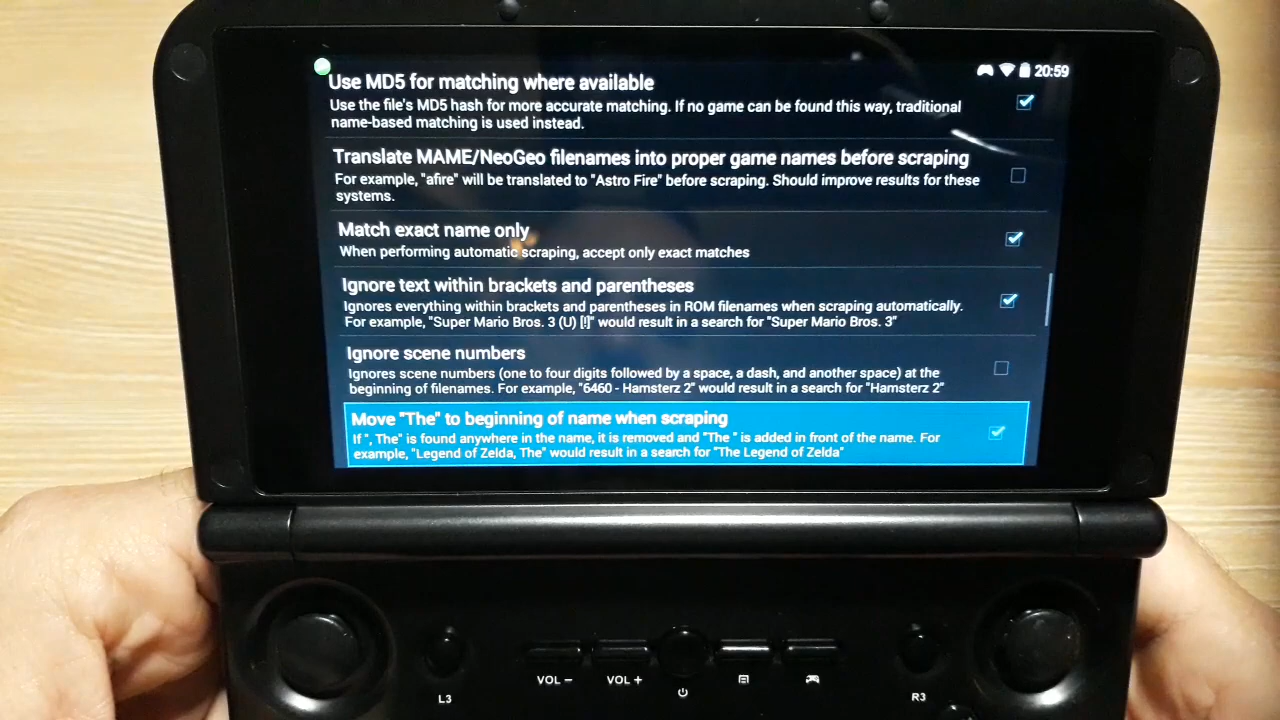 20:59
Use MD5 for matching where available
Use the file's MD5 hash for more accurate matching. If no game can be found this way, traditional
name-based matching is used instead.
Translate MAME/NeoGeo filenames into proper game names before scraping
For example, "afire" will be translated to "Astro Fire" before scraping. Should improve results for these
systems.
Match exact name only
When performing automatic scraping, accept only exact matches
Ignore text within brackets and parentheses
Ignores everything within brackets and parentheses in ROM filenames when scraping automatically.
For example, "Super Mario Bros. 3 (U) [!]" would result in a search for "Super Mario Bros. 3"
Ignore scene numbers
Ignores scene numbers (one to four digits followed by a space, a dash, and another space) at the
beginning of filenames. For example, "6460 - Hamsterz 2" would result in a search for "Hamsterz 2"
Move "The" to beginning of name when scraping
If ", The" is found anywhere in the name, it is removed and "The " is added in front of the name. For
example, "Legend of Zelda, The" would result in a search for "The Legend of Zelda"
L3
VOL −
VOL +
R3